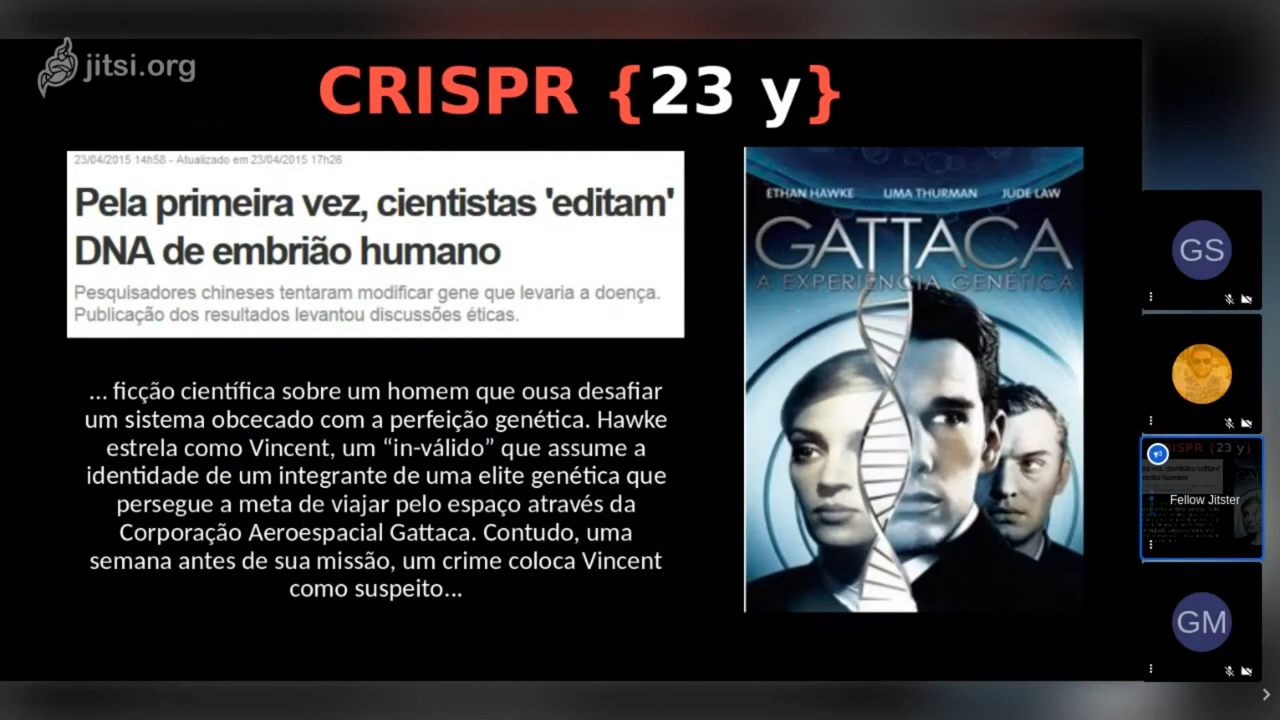 jitsi.org
CRISPR {23 y}
23/04/2015 14h58 - Atualizado em 23/04/2015 17h26
Pela primeira vez, cientistas 'editam'
DNA de embrião humano
Pesquisadores chineses tentaram modificar gene que levaria a doença.
Publicação dos resultados levantou discussões éticas.
... ficção científica sobre um homem que ousa desafiar
um sistema obcecado com a perfeição genética. Hawke
estrela como Vincent, um “in-válido” que assume a
identidade de um integrante de uma elite genética que
persegue a meta de viajar pelo espaço através da
Corporação Aeroespacial Gattaca. Contudo, uma
semana antes de sua missão, um crime coloca Vincent
como suspeito...
ETHAN HAWKE UMA THURMAN JUDE LAW
GATTACA
A EXPERIÊNCIA GENÉTICA
GS
Fellow Jitster
GM